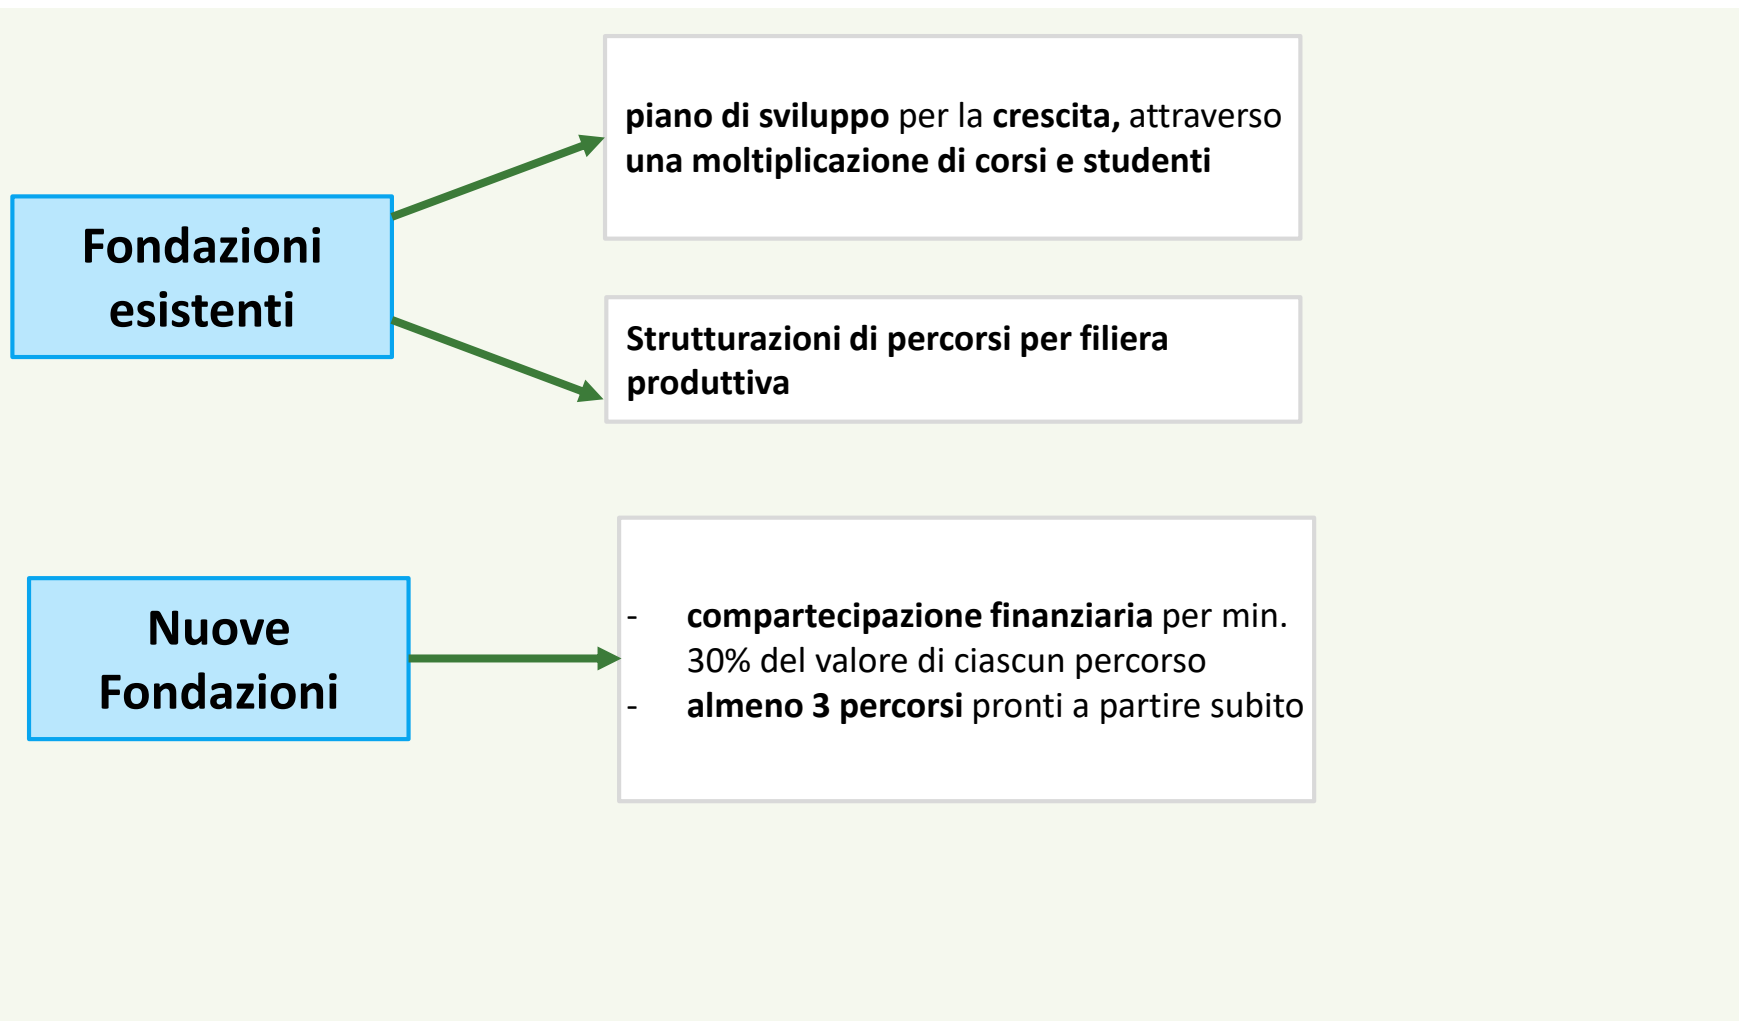 Fondazioni
esistenti
piano di sviluppo per la crescita, attraverso
una moltiplicazione di corsi e studenti
Strutturazioni di percorsi per filiera
produttiva
Nuove
Fondazioni
- compartecipazione finanziaria per min.
30% del valore di ciascun percorso
- almeno 3 percorsi pronti a partire subito